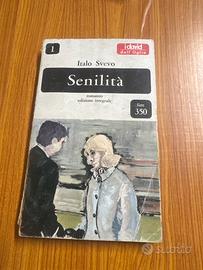 1
i david
dall'Oglio
Italo Svevo
Senilità
romanzo
edizione integrale
lire
350
subito